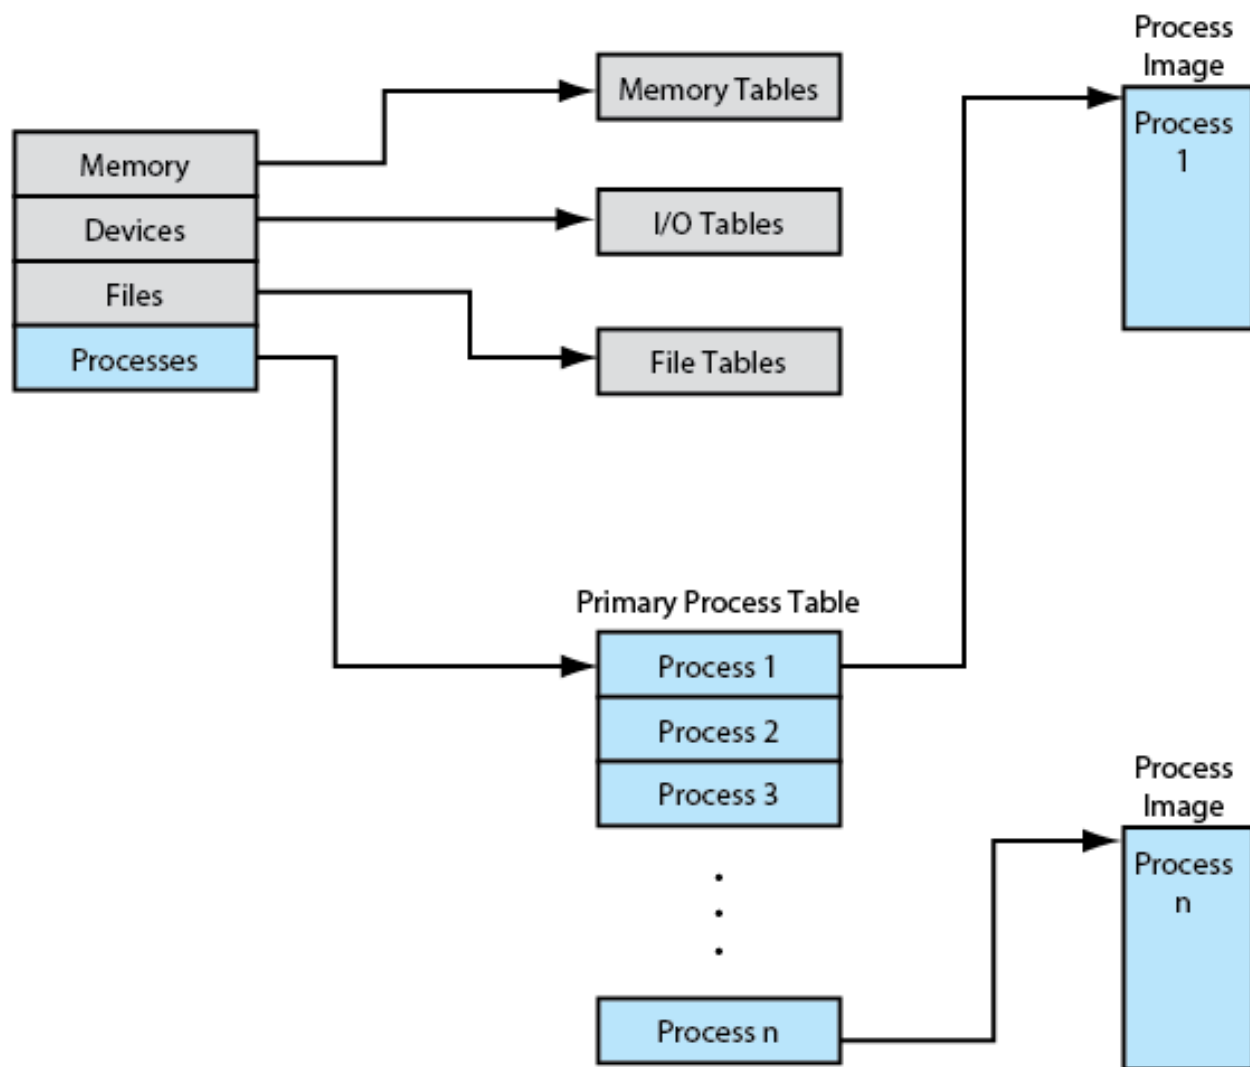 Memory
Devices
Files
Processes
Memory Tables
I/O Tables
File Tables
Primary Process Table
Process 1
Process 2
Process 3
Process n
Process
Image
Process
1
Process
Image
Process
n